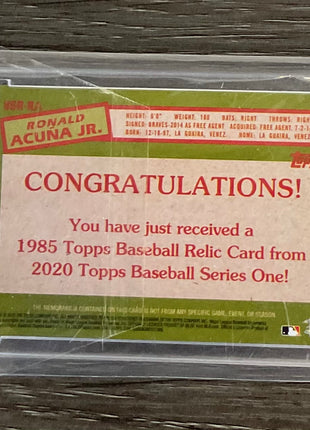 RONALD
ACUNA JR.
HEIGHT: 6'0" WEIGHT: 180 BATS: RIGHT THROWS: RIGHT
SIGNED: BRAVES-2014 AS FREE AGENT ACQUIRED: FREE AGENT, 7-2-1
BORN: 12-18-97, LA GUAIRA, VENEZ. HOME: LA GUAIRA, VENEZ.
CONGRATULATIONS!
You have just received a
1985 Topps Baseball Relic Card from
2020 Topps Baseball Series One!
THE MEMORABILIA CONTAINED ON THIS CARD IS NOT FROM ANY SPECIFIC GAME, EVENT, OR SEASON.